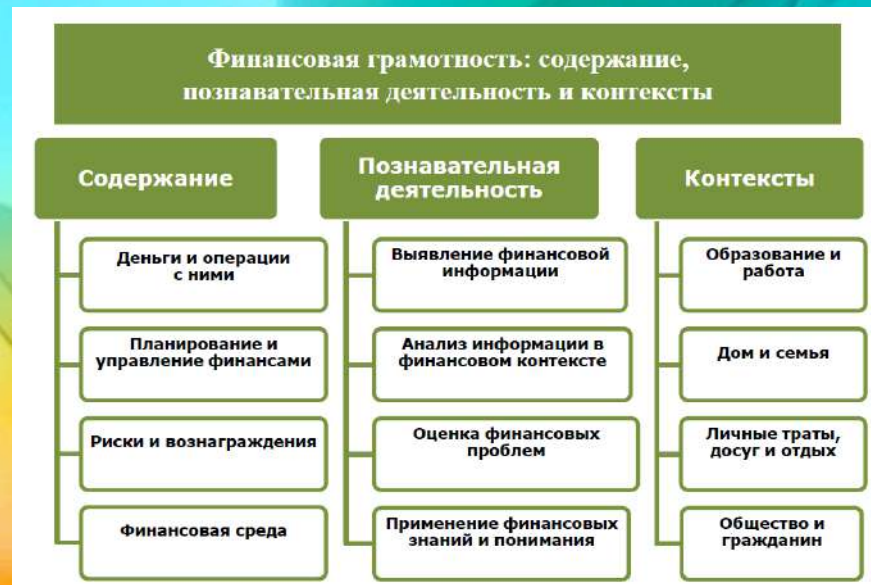 Финансовая грамотность: содержание,
познавательная деятельность и контексты
Содержание
Деньги и операции
с ними
Планирование и
управление финансами
Риски и вознаграждения
Финансовая среда
Познавательная
деятельность
Выявление финансовой
информации
Анализ информации в
финансовом контексте
Оценка финансовых
проблем
Применение финансовых
знаний и понимания
Контексты
Образование и
работа
Дом и семья
Личные траты,
досуг и отдых
Общество и
гражданин